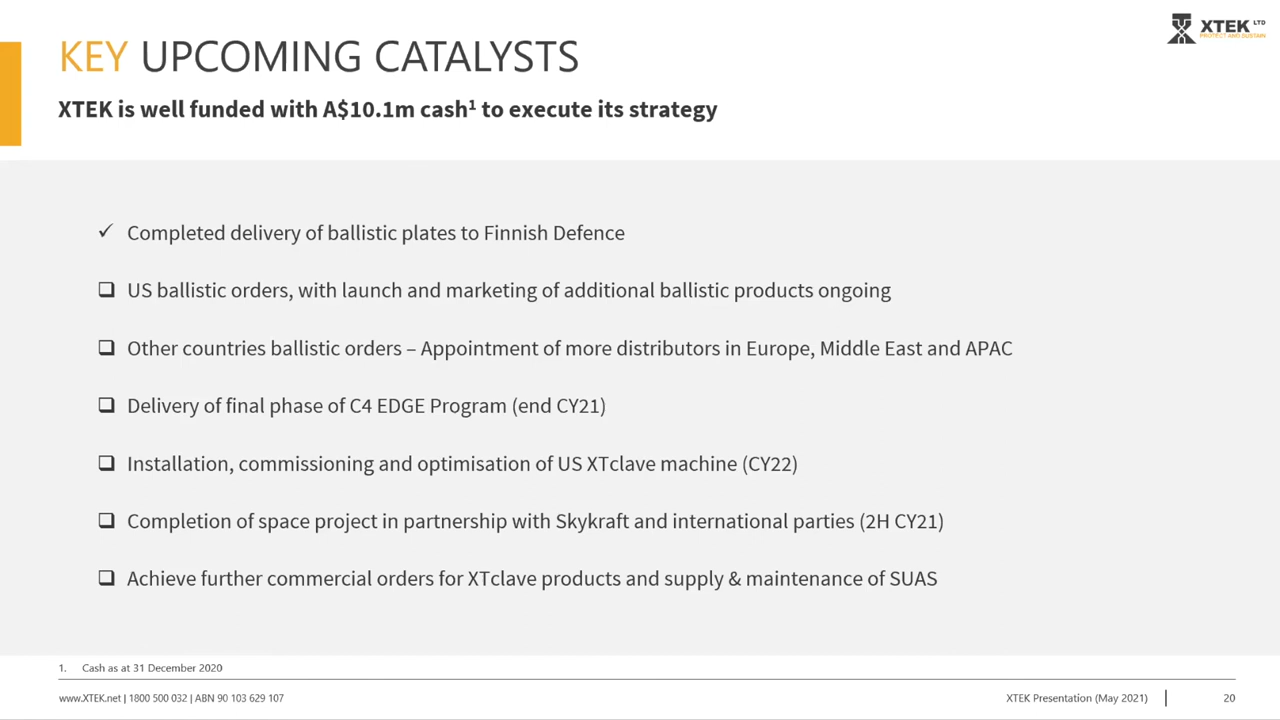 XTEK LTD
PROTECT AND SUSTAIN
KEY UPCOMING CATALYSTS
XTEK is well funded with A$10.1m cash¹ to execute its strategy
✓ Completed delivery of ballistic plates to Finnish Defence
❑ US ballistic orders, with launch and marketing of additional ballistic products ongoing
❑ Other countries ballistic orders – Appointment of more distributors in Europe, Middle East and APAC
❑ Delivery of final phase of C4 EDGE Program (end CY21)
❑ Installation, commissioning and optimisation of US XTclave machine (CY22)
❑ Completion of space project in partnership with Skykraft and international parties (2H CY21)
❑ Achieve further commercial orders for XTclave products and supply & maintenance of SUAS
1. Cash as at 31 December 2020
www.XTEK.net | 1800 500 032 | ABN 90 103 629 107
XTEK Presentation (May 2021) | 20